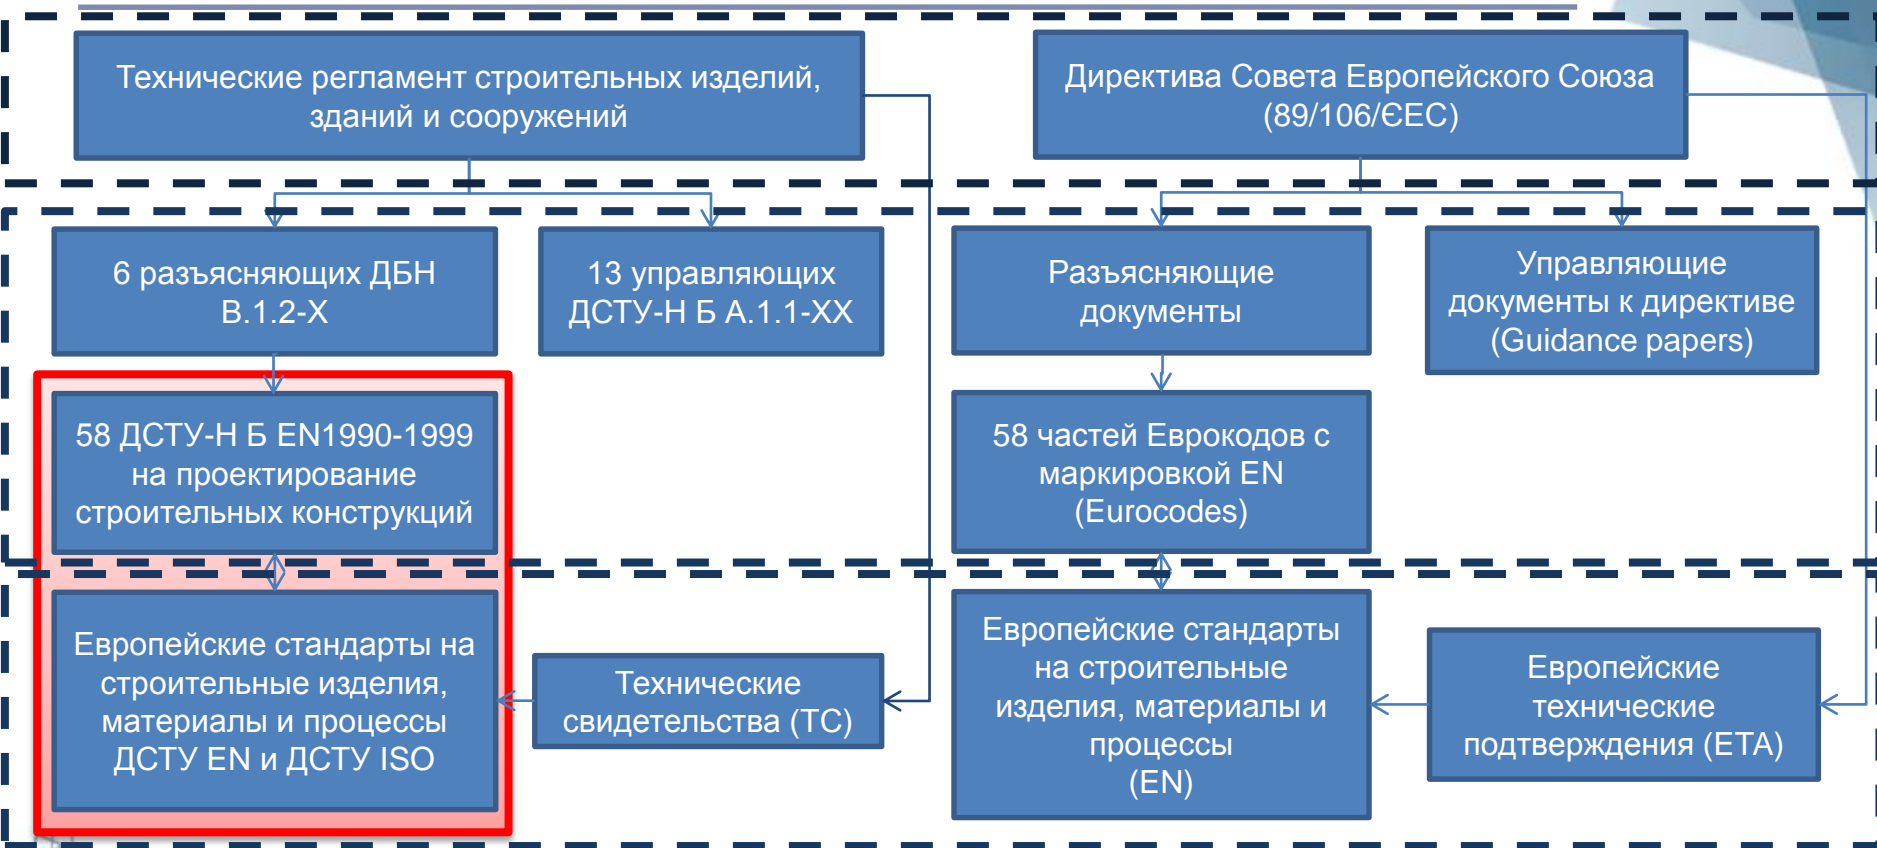 Технические регламент строительных изделий,
зданий и сооружений
Директива Совета Европейского Союза
(89/106/ЄЕС)
6 разъясняющих ДБН
В.1.2-Х
13 управляющих
ДСТУ-Н Б А.1.1-ХХ
Разъясняющие
документы
Управляющие
документы к директиве
(Guidance papers)
58 ДСТУ-Н Б EN1990-1999
на проектирование
строительных конструкций
58 частей Еврокодов с
маркировкой EN
(Eurocodes)
Европейские стандарты на
строительные изделия,
материалы и процессы
ДСТУ EN и ДСТУ ISO
Технические
свидетельства (ТС)
Европейские стандарты
на строительные
изделия, материалы и
процессы
(EN)
Европейские
технические
подтверждения (ETA)